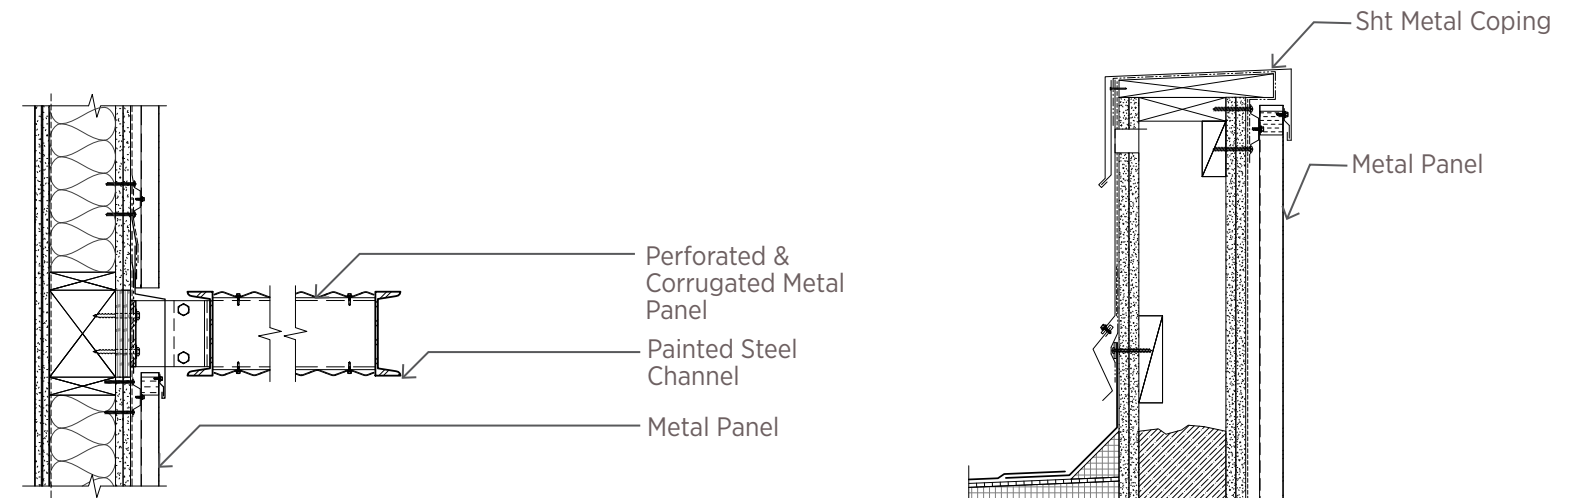 Sht Metal Coping
Metal Panel
Perforated &
Corrugated Metal
Panel
Painted Steel
Channel
Metal Panel